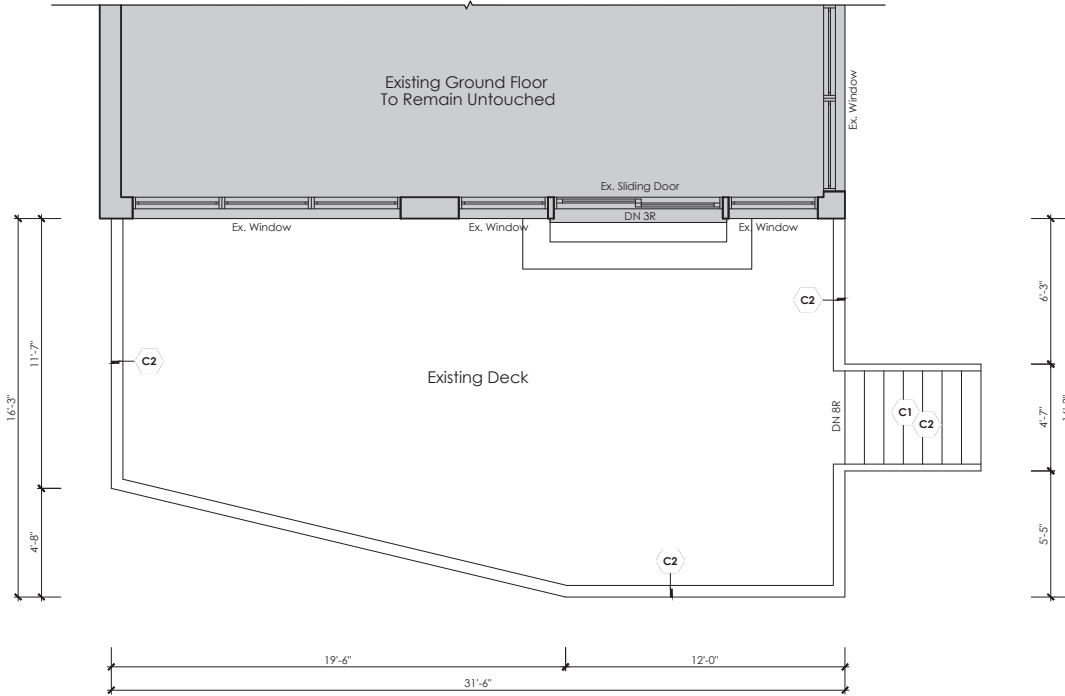 Existing Ground Floor
To Remain Untouched
Ex. Window
Ex. Sliding Door
DN 3R
Ex. Window
Ex. Window
Ex. Window
C2
6'-3"
11'-7"
C2
Existing Deck
16'-3"
DN 8R
C1
C2
4'-7"
4'-8"
5'-5"
C2
19'-6"
12'-0"
31'-6"